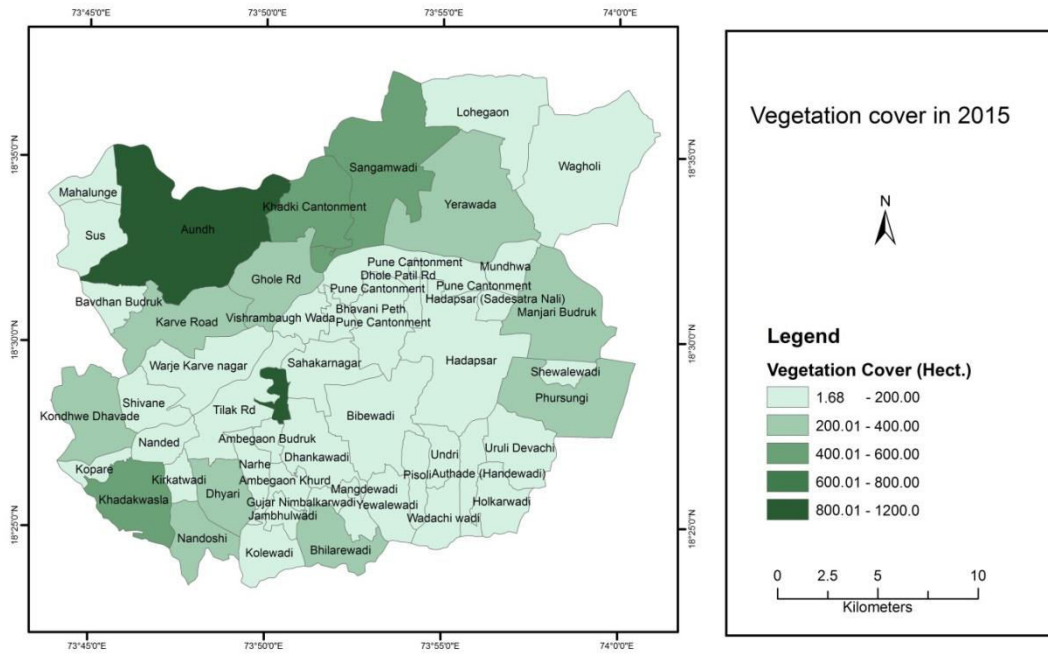 73°45'0"E 73°50'0"E 73°55'0"E 74°0'0"E
18°35'0"N
18°30'0"N
18°25'0"N
Lohegaon
Wagholi
Sangamwadi
Mahalunge
Khadki Cantonment
Yerawada
Sus
Aundh
Pune Cantonment
Mundhwa
Dhole Patil Rd
Ghole Rd
Pune Cantonment
Pune Cantonment
Bavdhan Budruk
Hadapsar (Sadesatra Nali)
Bhavani Peth
Manjari Budruk
Karve Road
Vishrambaugh Wada
Pune Cantonment
Hadapsar
Warje Karve nagar
Sahakarnagar
Shewalewadi
Phursungi
Shivane
Kondhwe Dhavade
Tilak Rd
Bibewadi
Nanded
Ambegaon Budruk
Uruli Devachi
Undri
Dhankawadi
Kopare
Narhe
Kirkatwadi
Ambegaon Khurd
Pisoli
Authade (Handewadi)
Khadakwasla
Dhyari
Mangdewadi
Gujar Nimbalkarwadi
Yewalewadi
Holkarwadi
Jambhulwadi
Wadachi wadi
Nandoshi
Kolewadi
Bhilarewadi
18°35'0"N
18°30'0"N
18°25'0"N
73°45'0"E 73°50'0"E 73°55'0"E 74°0'0"E
Vegetation cover in 2015
N
Legend
Vegetation Cover (Hect.)
1.68 - 200.00
200.01 - 400.00
400.01 - 600.00
600.01 - 800.00
800.01 - 1200.0
0 2.5 5 10
Kilometers